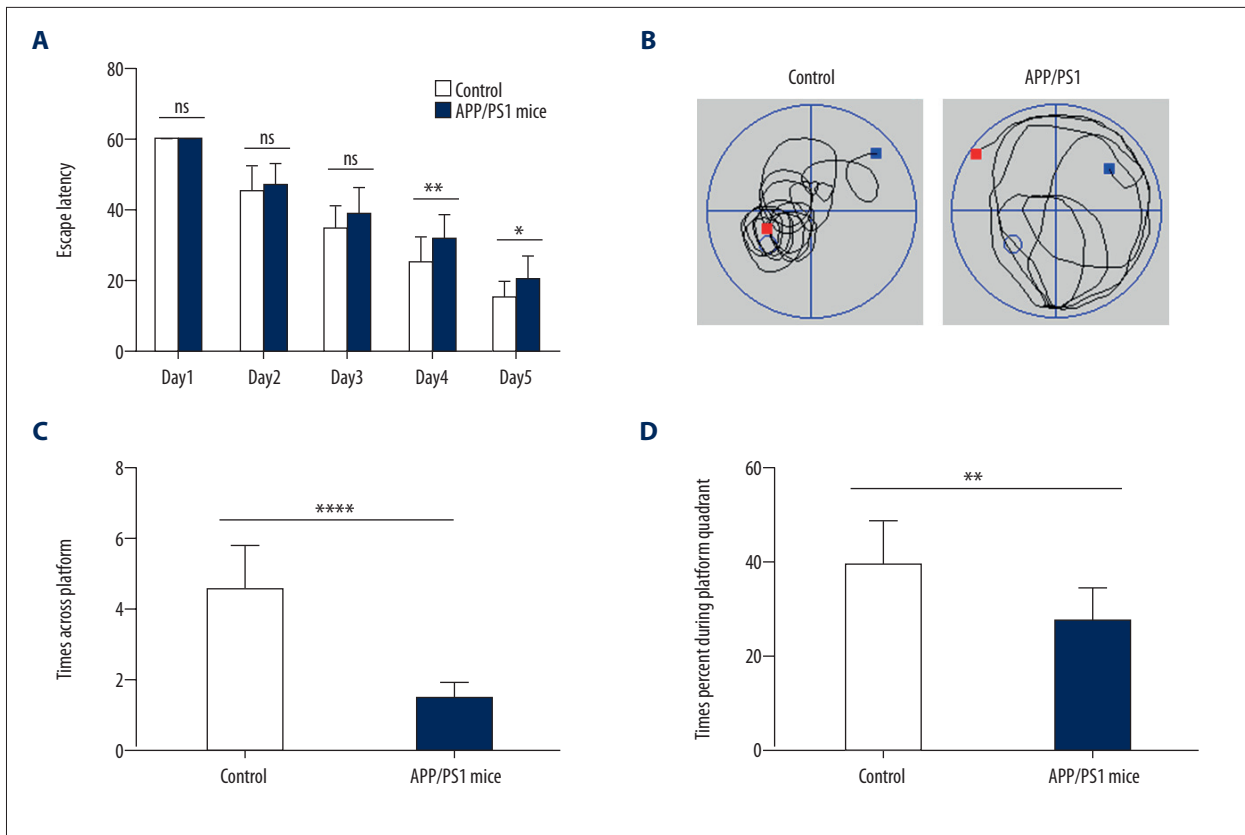 A
80
60
40
20
0
Escape latency
Control
APP/PS1 mice
ns
ns
ns
**
*
Day1
Day2
Day3
Day4
Day5
B
Control
APP/PS1
C
8
6
4
2
0
Times across platform
****
Control
APP/PS1 mice
D
60
40
20
0
Times percent during platform quadrant
**
Control
APP/PS1 mice